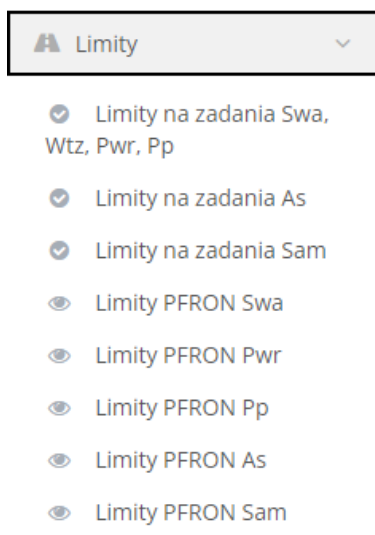 Limity
Limity na zadania Swa,
Wtz, Pwr, Pp
Limity na zadania As
Limity na zadania Sam
Limity PFRON Swa
Limity PFRON Pwr
Limity PFRON Pp
Limity PFRON As
Limity PFRON Sam